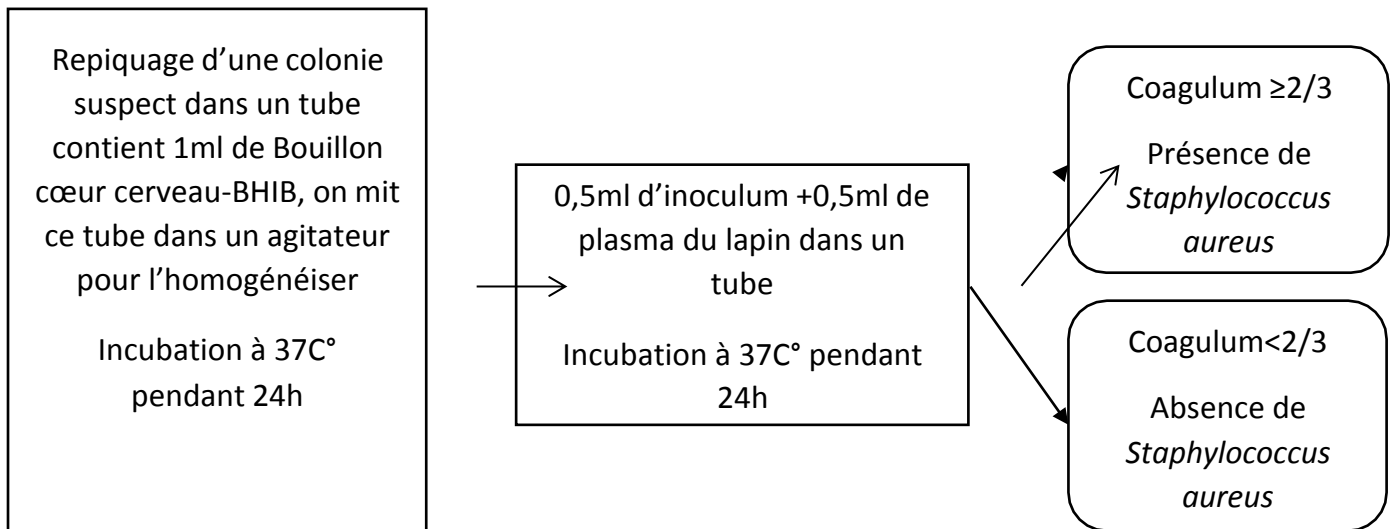 Repiquage d’une colonie
suspect dans un tube
contient 1ml de Bouillon
cœur cerveau-BHIB, on mit
ce tube dans un agitateur
pour l’homogénéiser
Incubation à 37C°
pendant 24h
0,5ml d’inoculum +0,5ml de
plasma du lapin dans un
tube
Incubation à 37C° pendant
24h
Coagulum ≥2/3
Présence de
Staphylococcus
aureus
Coagulum<2/3
Absence de
Staphylococcus
aureus